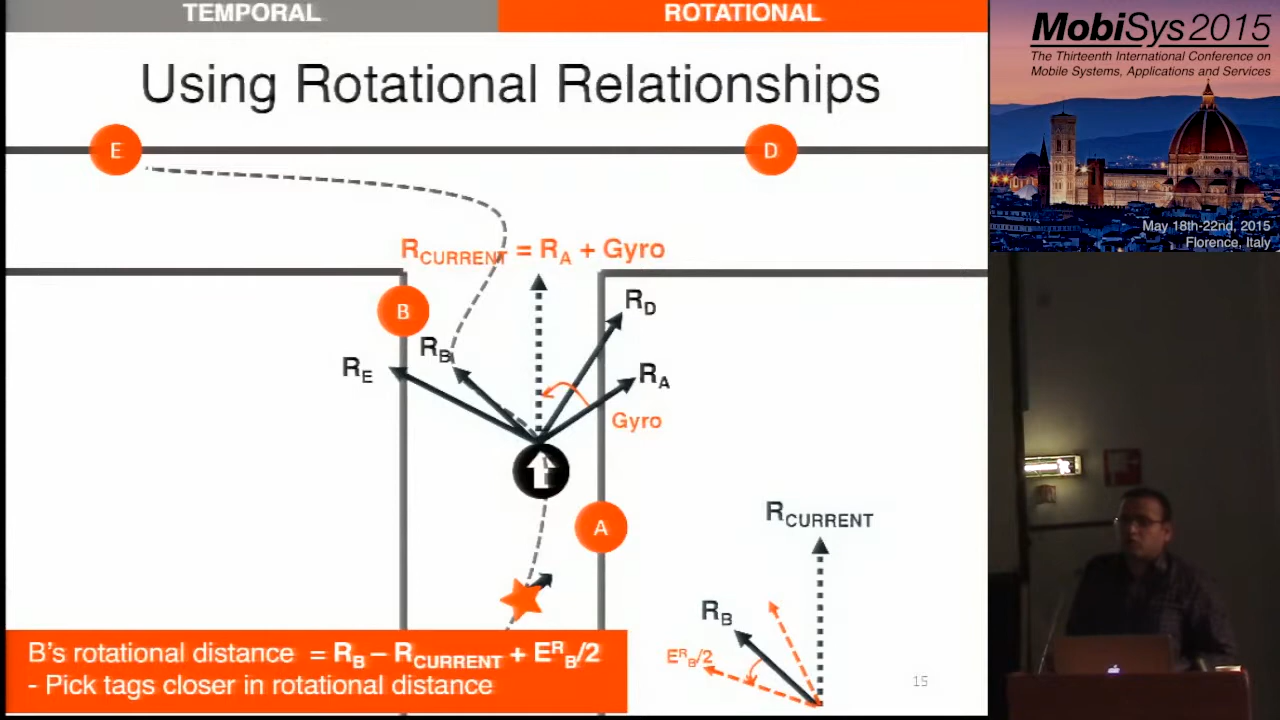 TEMPORAL
ROTATIONAL
Using Rotational Relationships
E
D
R_CURRENT = R_A + Gyro
B
R_D
R_B
R_E
R_A
Gyro
A
R_CURRENT
R_B
E^R_B/2
B's rotational distance = R_B – R_CURRENT + E^R_B/2
- Pick tags closer in rotational distance
15
MobiSys 2015
The Thirteenth International Conference on
Mobile Systems, Applications and Services
May 18th-22nd, 2015
Florence, Italy